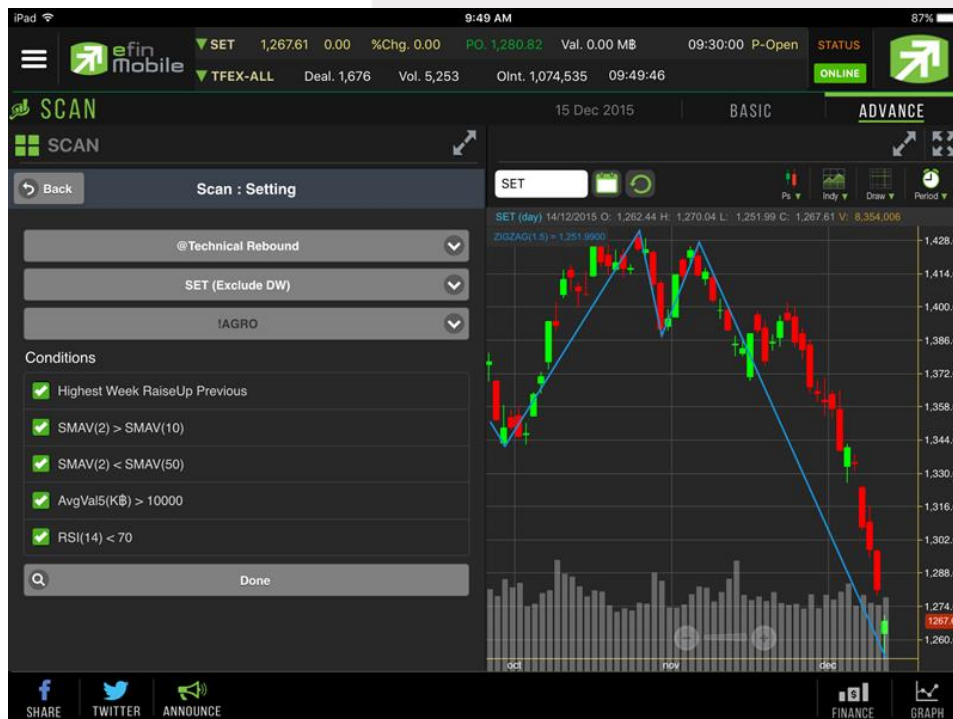 iPad 9:49 AM 87%
efin Mobile
▼ SET 1,267.61 0.00 %Chg. 0.00 PO. 1,280.82 Val. 0.00 M฿ 09:30:00 P-Open STATUS
▼ TFEX-ALL Deal. 1,676 Vol. 5,253 OInt. 1,074,535 09:49:46 ONLINE
SCAN 15 Dec 2015 BASIC ADVANCE
SCAN
Back Scan : Setting
@Technical Rebound
SET (Exclude DW)
!AGRO
Conditions
Highest Week RaiseUp Previous
SMAV(2) > SMAV(10)
SMAV(2) < SMAV(50)
AvgVal5(K฿) > 10000
RSI(14) < 70
Done
SET
Ps ▼ Indy ▼ Draw ▼ Period ▼
SET (day) 14/12/2015 O: 1,262.44 H: 1,270.04 L: 1,251.99 C: 1,267.61 V: 8,354,006
ZIGZAG(1.5) = 1,251.9900
1,428.
1,414.
1,400.
1,386.
1,372.
1,358.
1,344.
1,330.
1,316.
1,302.
1,288.
1,274.
1267.6
1,260.
oct nov dec
SHARE TWITTER ANNOUNCE FINANCE GRAPH